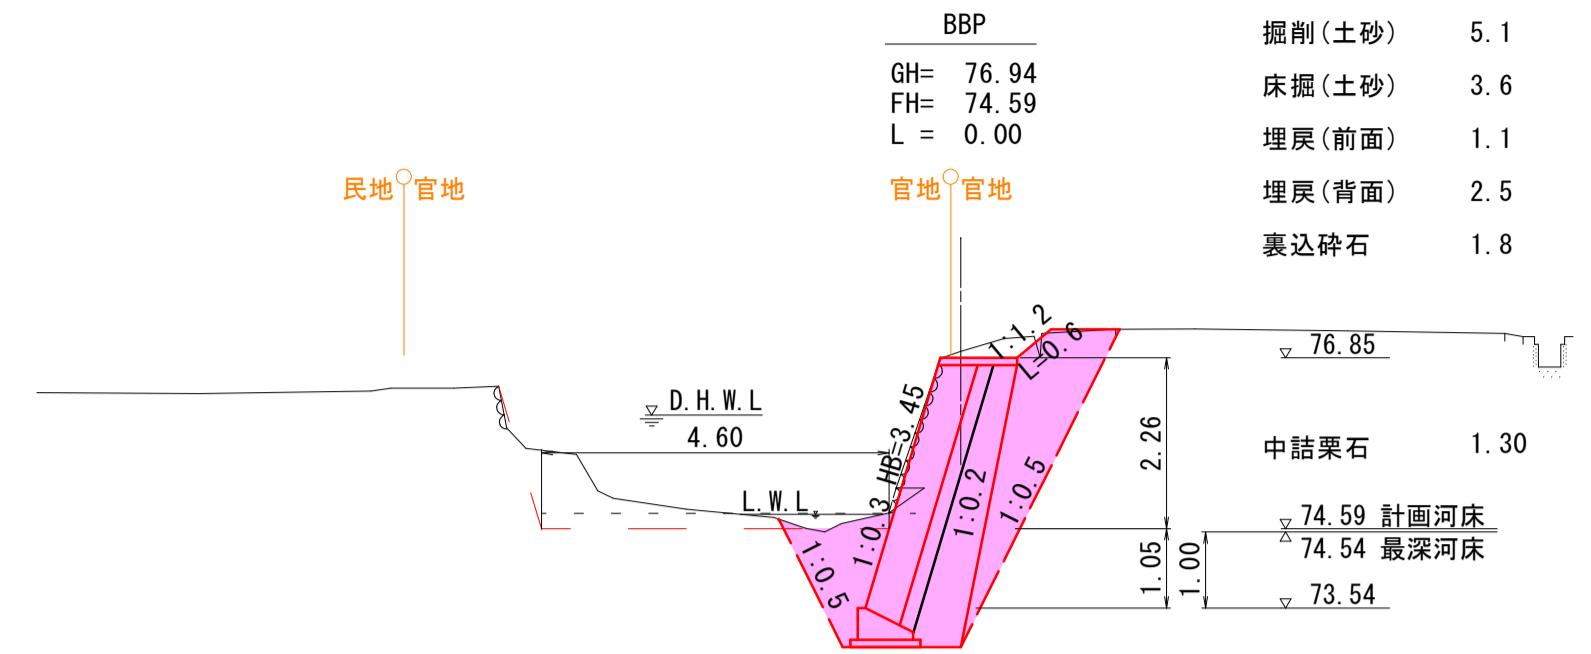 BBP
GH= 76.94
FH= 74.59
L = 0.00
掘削(土砂) 5.1
床掘(土砂) 3.6
埋戻(前面) 1.1
埋戻(背面) 2.5
裏込砕石 1.8
民地 官地
官地 官地
1:1.2
L=0.6
76.85
D.H.W.L
4.60
HB=3.45
2.26
中詰栗石 1.30
L.W.L
1:0.3
1:0.2
1:0.5
1:0.5
74.59 計画河床
74.54 最深河床
1.05
1.00
73.54